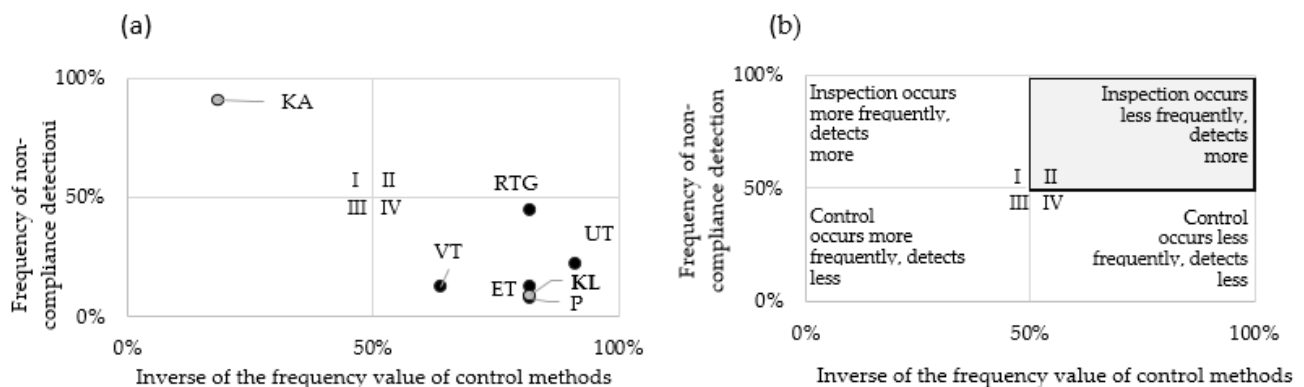 (a)
100%
50%
0%
0%
50%
100%
Frequency of non-
compliance detectioni
Inverse of the frequency value of control methods
KA
I
II
III
IV
RTG
UT
VT
ET
KL
P
(b)
100%
50%
0%
0%
50%
100%
Frequency of non-
compliance detection
Inverse of the frequency value of control methods
Inspection occurs
more frequently,
detects
more
Inspection occurs
less frequently,
detects
more
I
II
III
IV
Control
occurs more
frequently, detects
less
Control
occurs less
frequently, detects
less